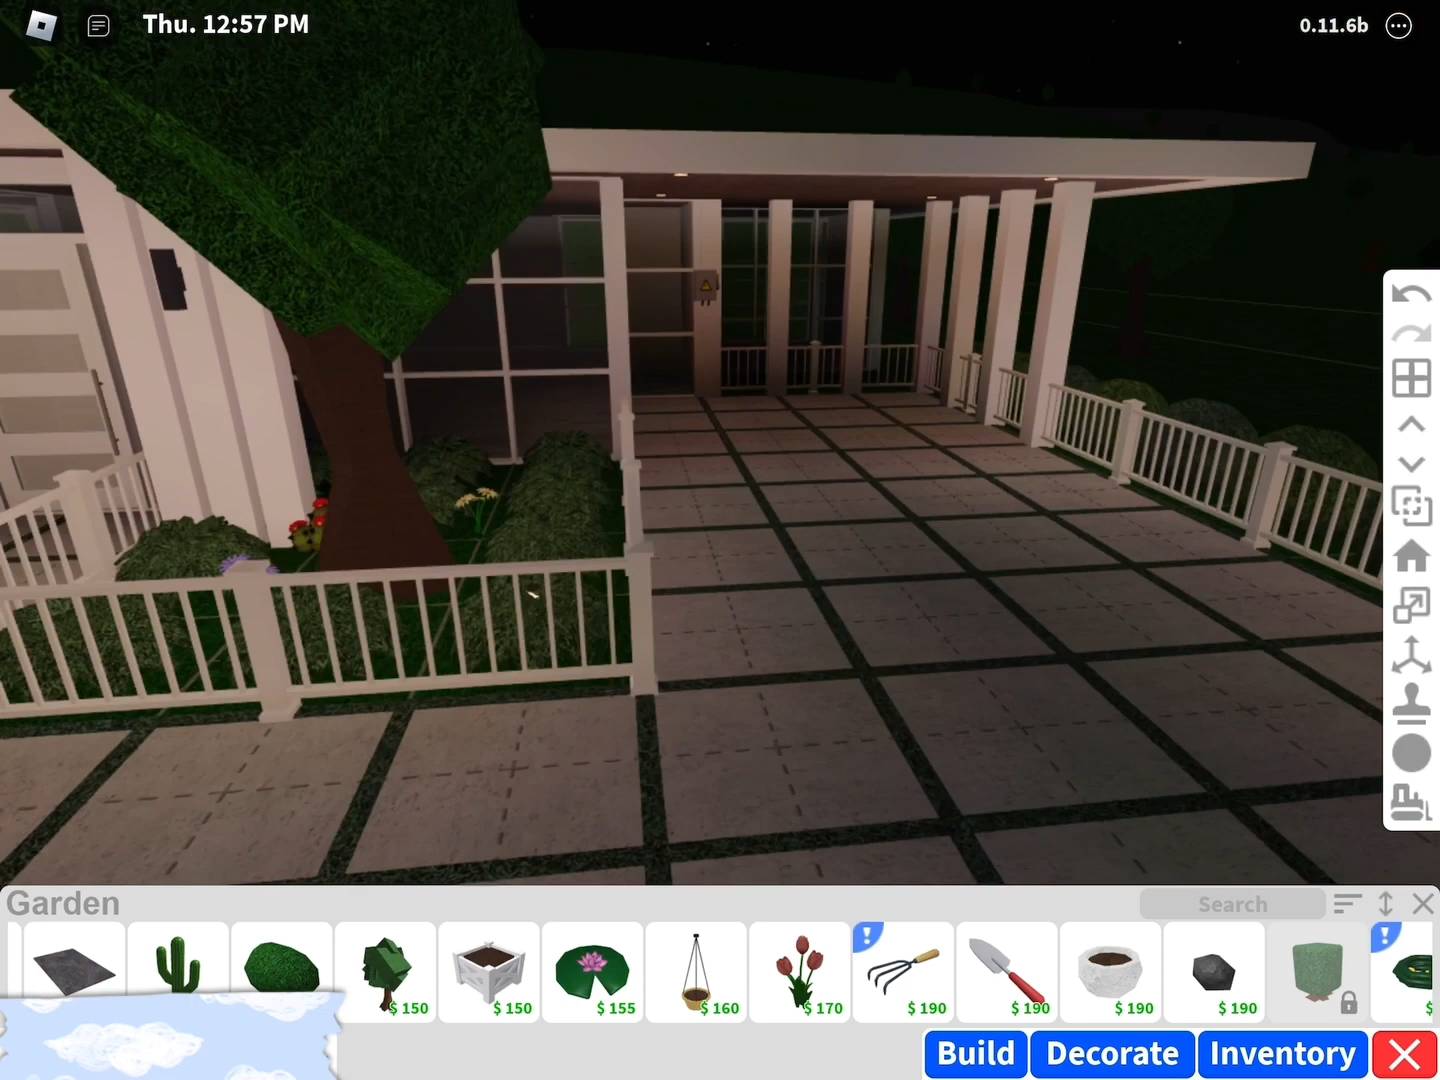 Thu. 12:57 PM
0.11.6b
Garden
Search
$ 150
$ 150
$ 155
$ 160
$ 170
$ 190
$ 190
$ 190
$ 190
$
Build
Decorate
Inventory